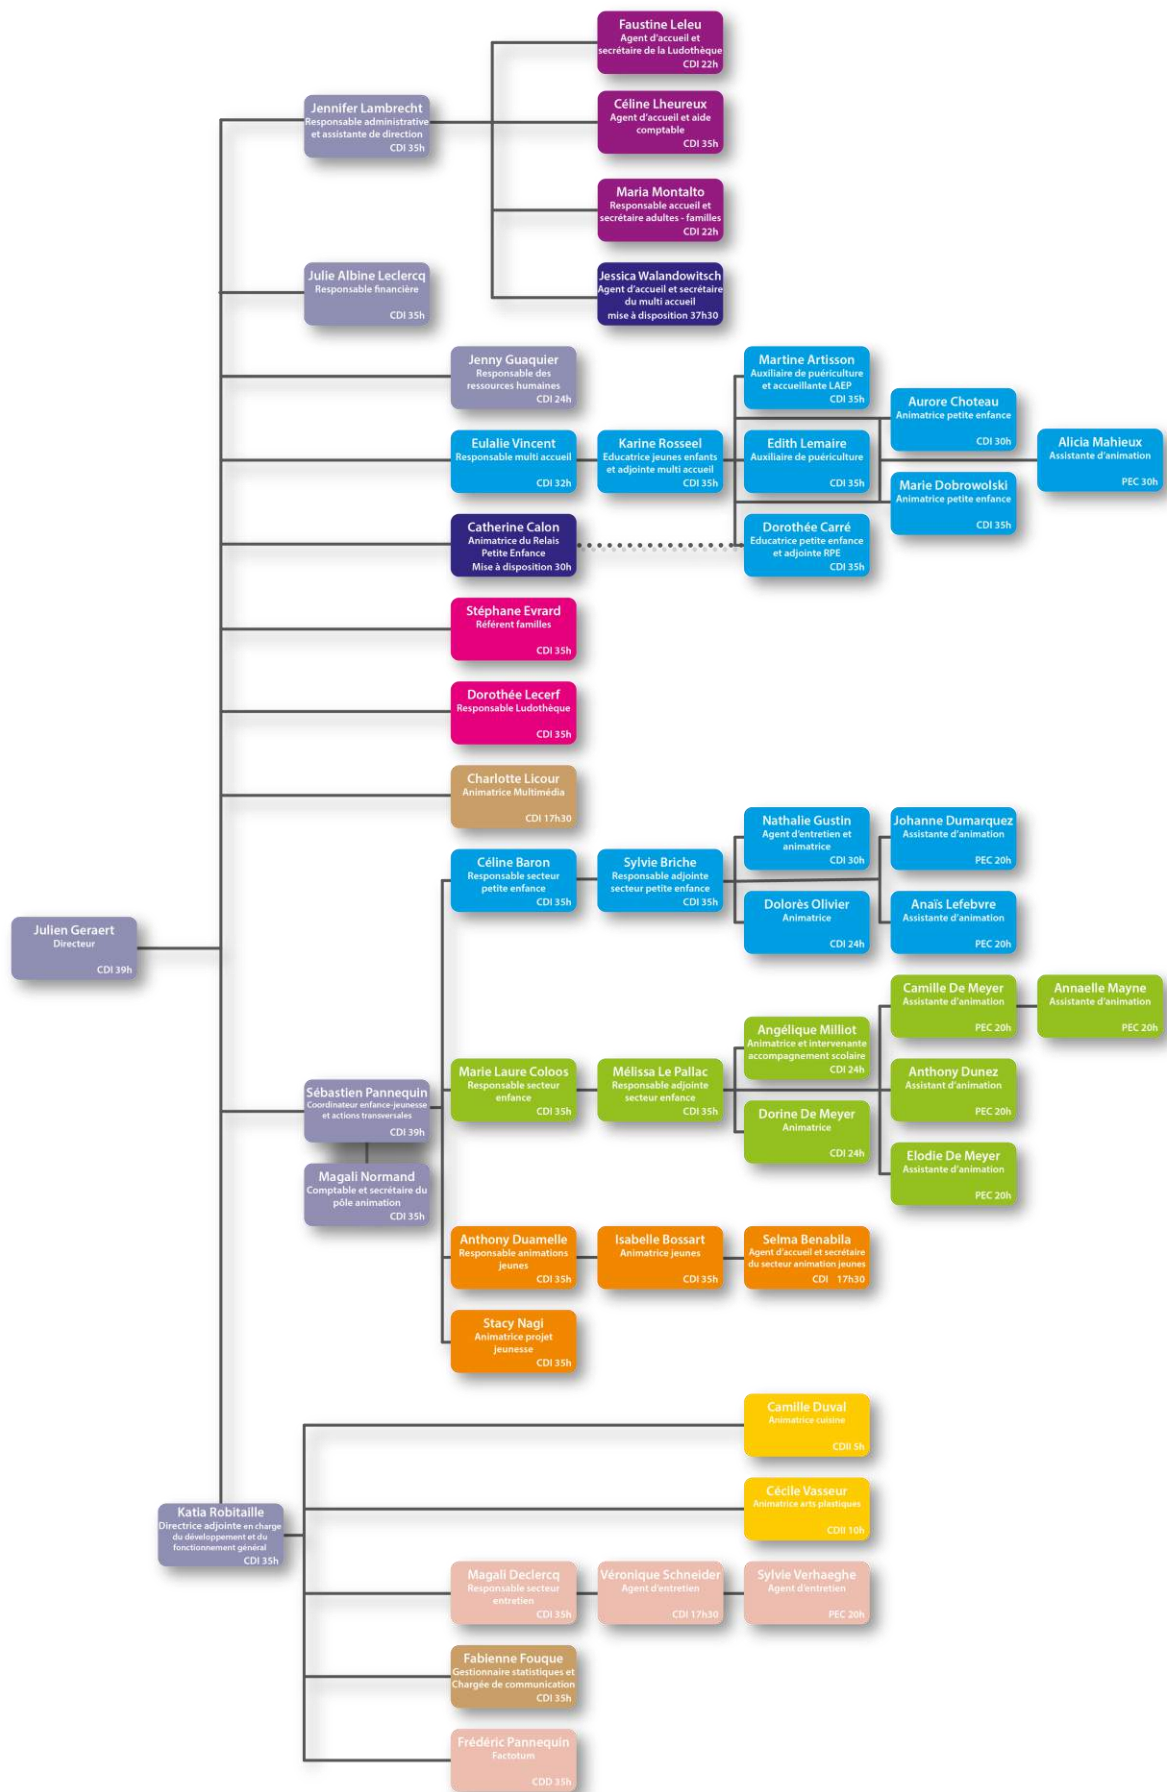 Faustine Leleu
Agent d'accueil et
secrétaire de la Ludothèque
CDI 22h
Jennifer Lambrecht
Responsable administrative
et assistante de direction
CDI 35h
Céline Lheureux
Agent d'accueil et aide
comptable
CDI 35h
Maria Montalto
Responsable accueil et
secrétaire adultes - familles
CDI 22h
Julie Albine Leclercq
Responsable financière
CDI 35h
Jessica Walandowitsch
Agent d'accueil et secrétaire
du multi accueil
mise à disposition 37h30
Jenny Guaquier
Responsable des
ressources humaines
CDI 24h
Martine Artisson
Auxiliaire de puériculture
et accueillante LAEP
CDI 35h
Aurore Choteau
Animatrice petite enfance
CDI 30h
Eulalie Vincent
Responsable multi accueil
CDI 32h
Karine Rosseel
Educatrice jeunes enfants
et adjointe multi accueil
CDI 35h
Edith Lemaire
Auxiliaire de puériculture
CDI 35h
Alicia Mahieux
Assistante d'animation
PEC 30h
Marie Dobrowolski
Animatrice petite enfance
CDI 35h
Catherine Calon
Animatrice du Relais
Petite Enfance
Mise à disposition 30h
Dorothée Carré
Educatrice petite enfance
et adjointe RPE
CDI 35h
Stéphane Evrard
Référent familles
CDI 35h
Dorothée Lecerf
Responsable Ludothèque
CDI 35h
Charlotte Licour
Animatrice Multimédia
CDI 17h30
Nathalie Gustin
Agent d'entretien et
animatrice
CDI 30h
Johanne Dumarquez
Assistante d'animation
PEC 20h
Céline Baron
Responsable secteur
petite enfance
CDI 35h
Sylvie Briche
Responsable adjointe
secteur petite enfance
CDI 35h
Dolorès Olivier
Animatrice
CDI 24h
Anaïs Lefebvre
Assistante d'animation
PEC 20h
Julien Geraert
Directeur
CDI 39h
Camille De Meyer
Assistante d'animation
PEC 20h
Annaelle Mayne
Assistante d'animation
PEC 20h
Angélique Milliot
Animatrice et intervenante
accompagnement scolaire
CDI 24h
Marie Laure Coloos
Responsable secteur
enfance
CDI 35h
Mélissa Le Pallac
Responsable adjointe
secteur enfance
CDI 35h
Anthony Dunez
Assistant d'animation
PEC 20h
Sébastien Pannequin
Coordinateur enfance-jeunesse
et actions transversales
CDI 39h
Dorine De Meyer
Animatrice
CDI 24h
Elodie De Meyer
Assistante d'animation
PEC 20h
Magali Normand
Comptable et secrétaire du
pôle animation
CDI 35h
Anthony Duamelle
Responsable animations
jeunes
CDI 35h
Isabelle Bossart
Animatrice jeunes
CDI 35h
Selma Benabila
Agent d'accueil et secrétaire
du secteur animation jeunes
CDI 17h30
Stacy Nagi
Animatrice projet
jeunesse
CDI 35h
Camille Duval
Animatrice cuisine
CDII 5h
Cécile Vasseur
Animatrice arts plastiques
CDII 10h
Katia Robitaille
Directrice adjointe en charge
du développement et du
fonctionnement général
CDI 35h
Magali Declercq
Responsable secteur
entretien
CDI 35h
Véronique Schneider
Agent d'entretien
CDI 17h30
Sylvie Verhaeghe
Agent d'entretien
PEC 20h
Fabienne Fouque
Gestionnaire statistiques et
Chargée de communication
CDI 35h
Frédéric Pannequin
Factotum
CDD 35h